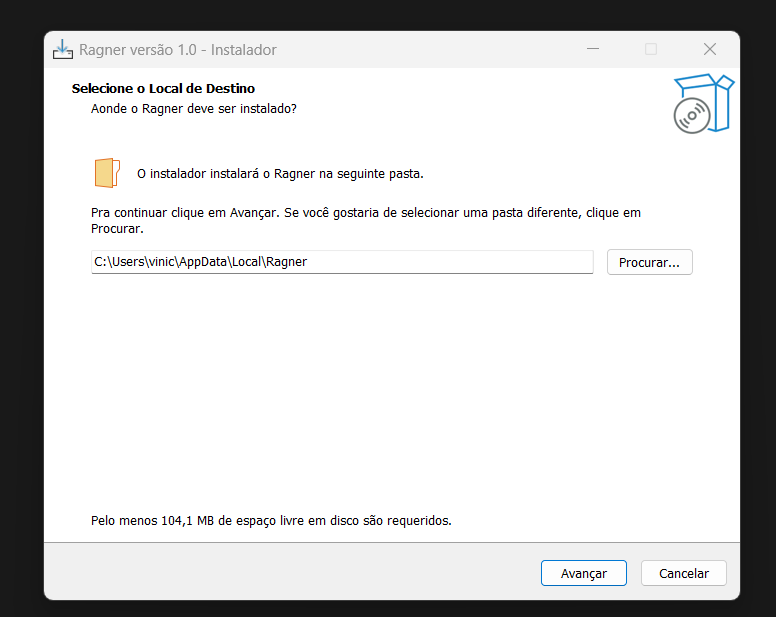 Ragner versão 1.0 - Instalador
Selecione o Local de Destino
Aonde o Ragner deve ser instalado?
O instalador instalará o Ragner na seguinte pasta.
Pra continuar clique em Avançar. Se você gostaria de selecionar uma pasta diferente, clique em
Procurar.
C:\Users\vinic\AppData\Local\Ragner
Procurar...
Pelo menos 104,1 MB de espaço livre em disco são requeridos.
Avançar
Cancelar